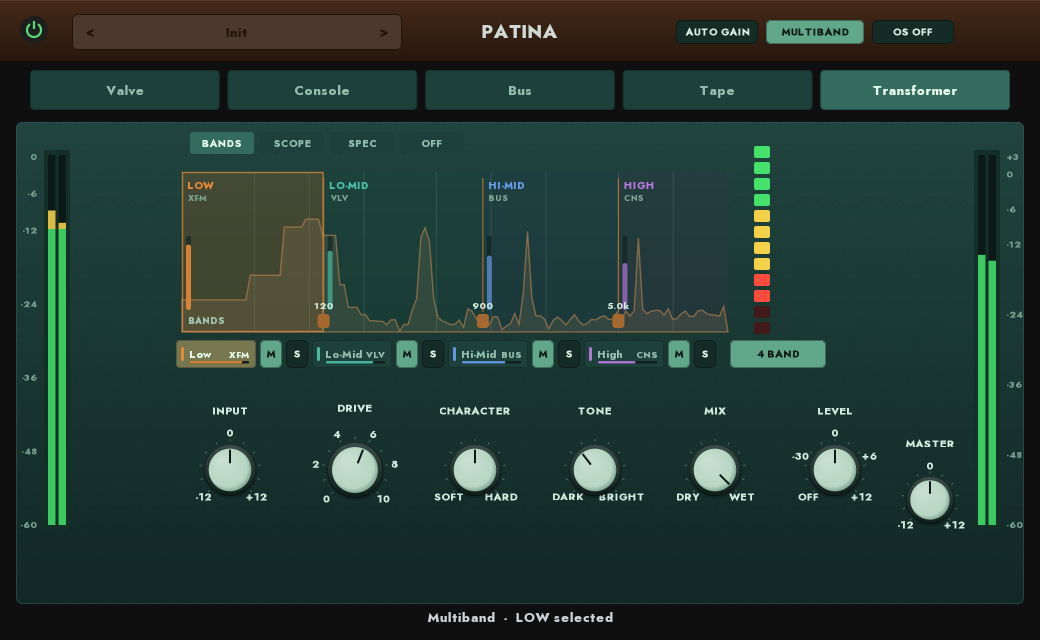 < Init >
PATINA
AUTO GAIN MULTIBAND OS OFF
Valve Console Bus Tape Transformer
BANDS SCOPE SPEC OFF
0
-6
-12
-24
-36
-48
-60
LOW LO-MID HI-MID HIGH
XFM VLV BUS CNS
120 900 5.0k
BANDS
Low XFM M S Lo-Mid VLV M S Hi-Mid BUS M S High CNS M S 4 BAND
INPUT
0
-12 +12
DRIVE
4 6
2 8
0 10
CHARACTER
SOFT HARD
TONE
DARK BRIGHT
MIX
DRY WET
LEVEL
0
-30 +6
OFF +12
MASTER
0
-12 +12
+3
0
-6
-12
-24
-36
-48
-60
Multiband - LOW selected